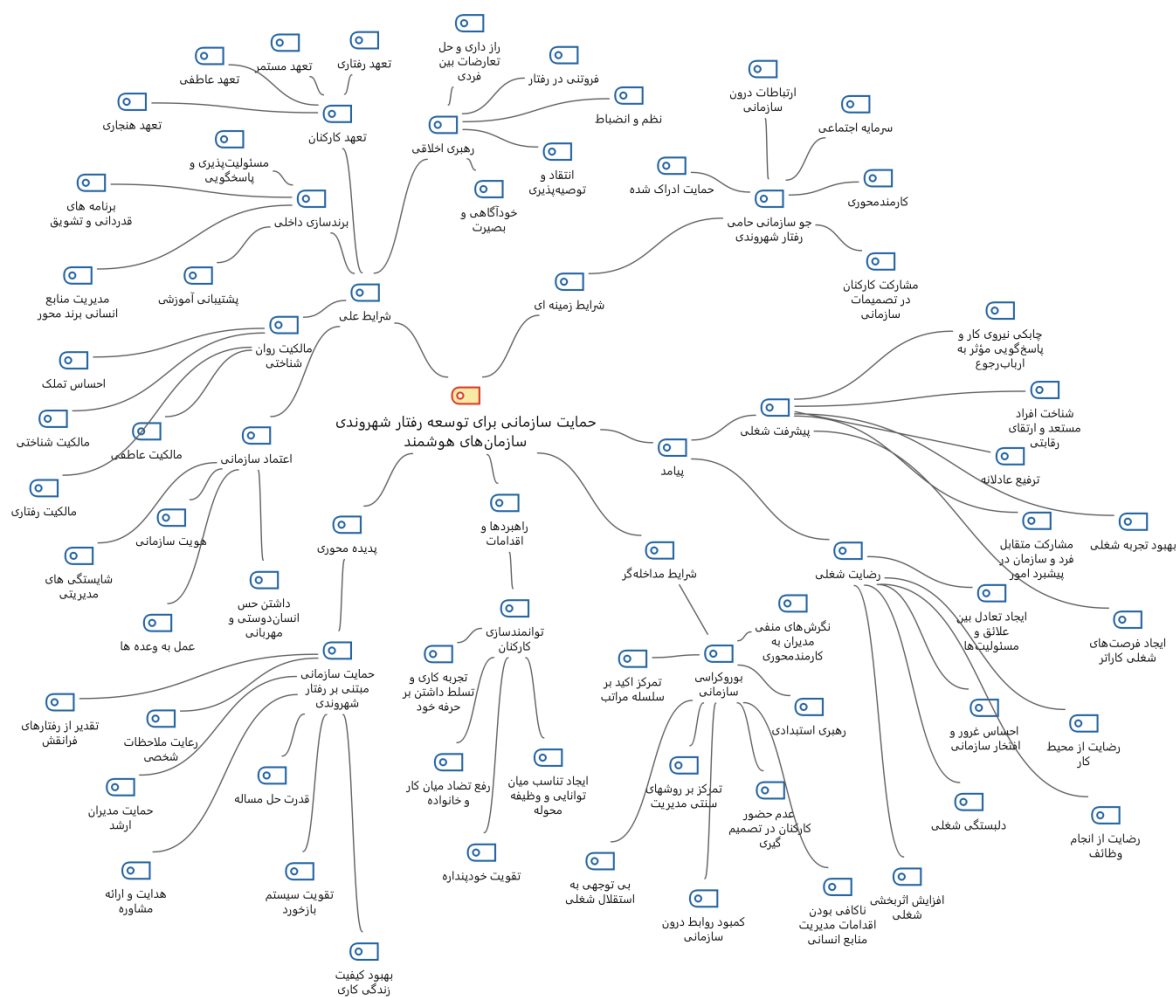 حمایت سازمانی برای توسعه رفتار شهروندی
سازمان‌های هوشمند
شرایط علی
تعهد کارکنان
تعهد رفتاری
تعهد مستمر
تعهد عاطفی
تعهد هنجاری
رهبری اخلاقی
راز داری و حل
تعارضات بین
فردی
فروتنی در رفتار
نظم و انضباط
انتقاد و
توصیه‌پذیری
خودآگاهی و
بصیرت
برندسازی داخلی
مسئولیت‌پذیری و
پاسخگویی
برنامه های
قدردانی و تشویق
مدیریت منابع
انسانی برند محور
پشتیبانی آموزشی
مالکیت روان
شناختی
احساس تملک
مالکیت شناختی
مالکیت عاطفی
مالکیت رفتاری
اعتماد سازمانی
هویت سازمانی
شایستگی های
مدیریتی
عمل به وعده ها
داشتن حس
انسان‌دوستی و
مهربانی
شرایط زمینه ای
جو سازمانی حامی
رفتار شهروندی
ارتباطات درون
سازمانی
سرمایه اجتماعی
حمایت ادراک شده
کارمندمحوری
مشارکت کارکنان
در تصمیمات
سازمانی
پیامد
پیشرفت شغلی
چابکی نیروی کار و
پاسخ‌گویی مؤثر به
ارباب‌رجوع
شناخت افراد
مستعد و ارتقای
رقابتی
ترفیع عادلانه
بهبود تجربه شغلی
مشارکت متقابل
فرد و سازمان در
پیشبرد امور
ایجاد فرصت‌های
شغلی کاراتر
رضایت شغلی
ایجاد تعادل بین
علائق و
مسئولیت‌ها
احساس غرور و
افتخار سازمانی
رضایت از محیط
کار
دلبستگی شغلی
رضایت از انجام
وظائف
افزایش اثربخشی
شغلی
شرایط مداخله‌گر
بوروکراسی
سازمانی
نگرش‌های منفی
مدیران به
کارمندمحوری
تمرکز اکید بر
سلسله مراتب
رهبری استبدادی
تمرکز بر روشهای
سنتی مدیریت
عدم حضور
کارکنان در تصمیم
گیری
بی توجهی به
استقلال شغلی
کمبود روابط درون
سازمانی
ناکافی بودن
اقدامات مدیریت
منابع انسانی
راهبردها و
اقدامات
توانمندسازی
کارکنان
تجربه کاری و
تسلط داشتن بر
حرفه خود
رفع تضاد میان کار
و خانواده
ایجاد تناسب میان
توانایی و وظیفه
محوله
تقویت خودپنداره
پدیده محوری
حمایت سازمانی
مبتنی بر رفتار
شهروندی
تقدیر از رفتارهای
فرانقش
رعایت ملاحظات
شخصی
حمایت مدیران
ارشد
قدرت حل مساله
هدایت و ارائه
مشاوره
تقویت سیستم
بازخورد
بهبود کیفیت
زندگی کاری